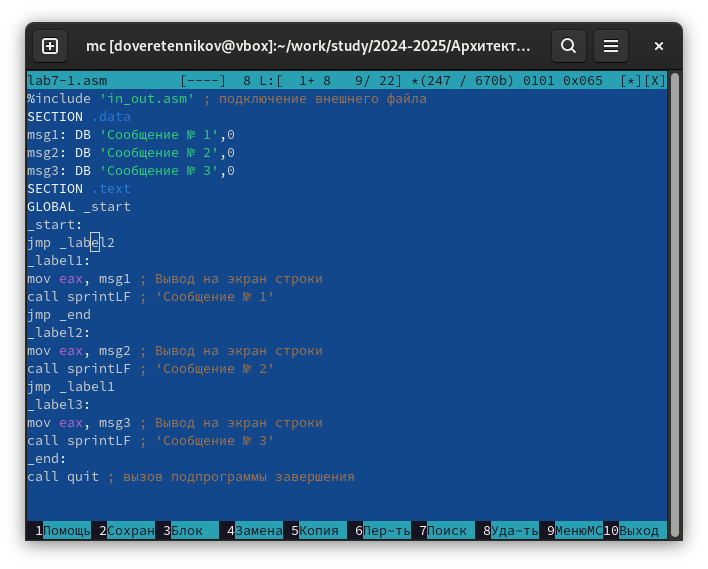 mc [doveretennikov@vbox]:~/work/study/2024-2025/Архитект…
lab7-1.asm [----] 8 L:[ 1+ 8 9/ 22] *(247 / 670b) 0101 0x065 [*][X]
%include 'in_out.asm' ; подключение внешнего файла
SECTION .data
msg1: DB 'Сообщение № 1',0
msg2: DB 'Сообщение № 2',0
msg3: DB 'Сообщение № 3',0
SECTION .text
GLOBAL _start
_start:
jmp _label2
_label1:
mov eax, msg1 ; Вывод на экран строки
call sprintLF ; 'Сообщение № 1'
jmp _end
_label2:
mov eax, msg2 ; Вывод на экран строки
call sprintLF ; 'Сообщение № 2'
jmp _label1
_label3:
mov eax, msg3 ; Вывод на экран строки
call sprintLF ; 'Сообщение № 3'
_end:
call quit ; вызов подпрограммы завершения
1Помощь 2Сохран 3Блок 4Замена 5Копия 6Пер~ть 7Поиск 8Уда~ть 9МенюМС 10Выход